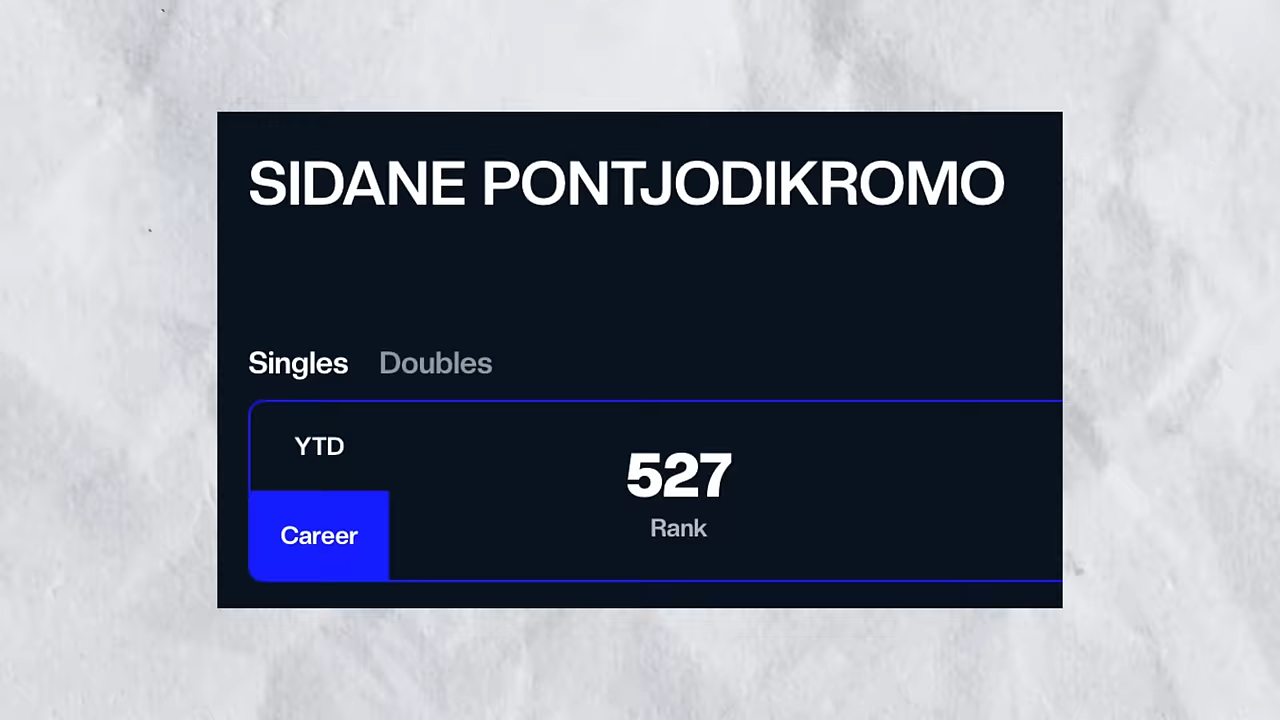 SIDANE PONTJODIKROMO
Singles Doubles
YTD
Career
527
Rank